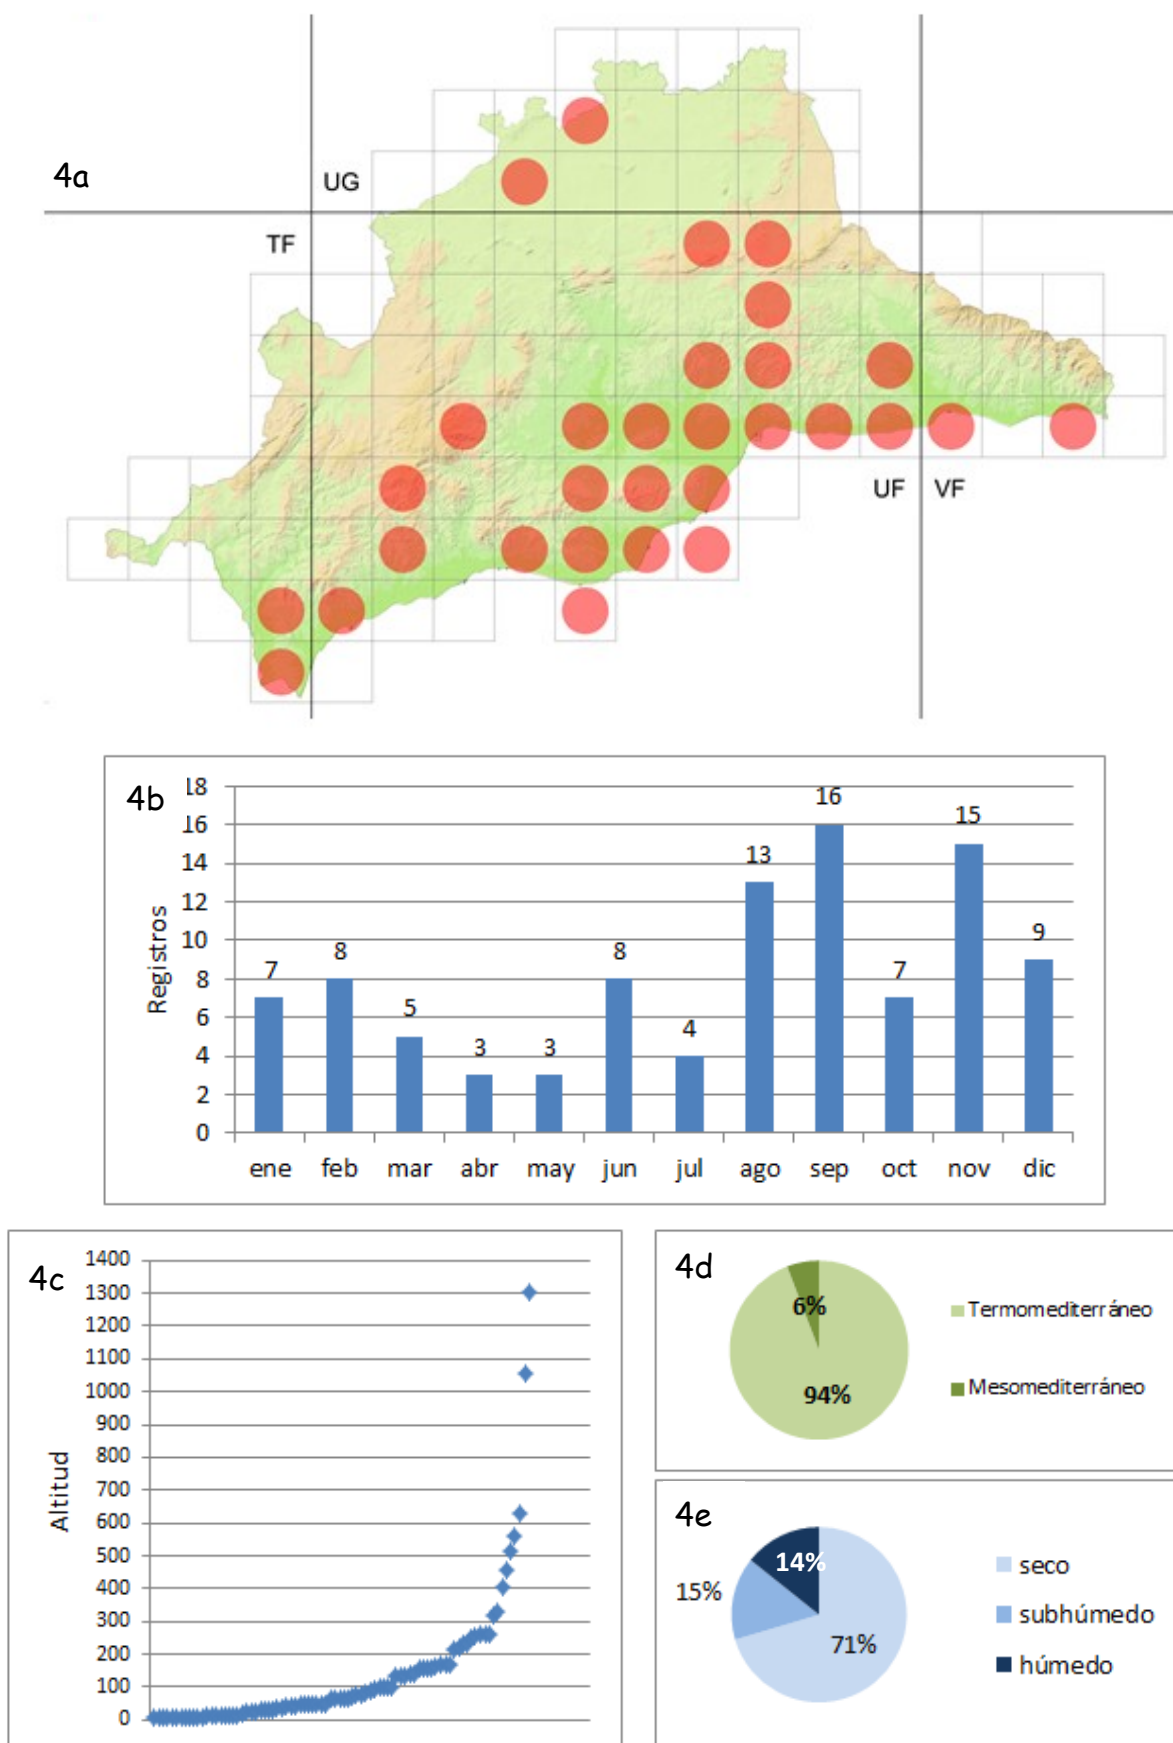 4a
UG
TF
UF
VF
4b
18
16
14
12
10
8
6
4
2
0
Registros
7
8
5
3
3
8
4
13
16
7
15
9
ene feb mar abr may jun jul ago sep oct nov dic
4c
1400
1300
1200
1100
1000
900
800
700
600
500
400
300
200
100
0
Altitud
4d
6%
94%
Termomediterráneo
Mesomediterráneo
4e
14%
15%
71%
seco
subhúmedo
húmedo